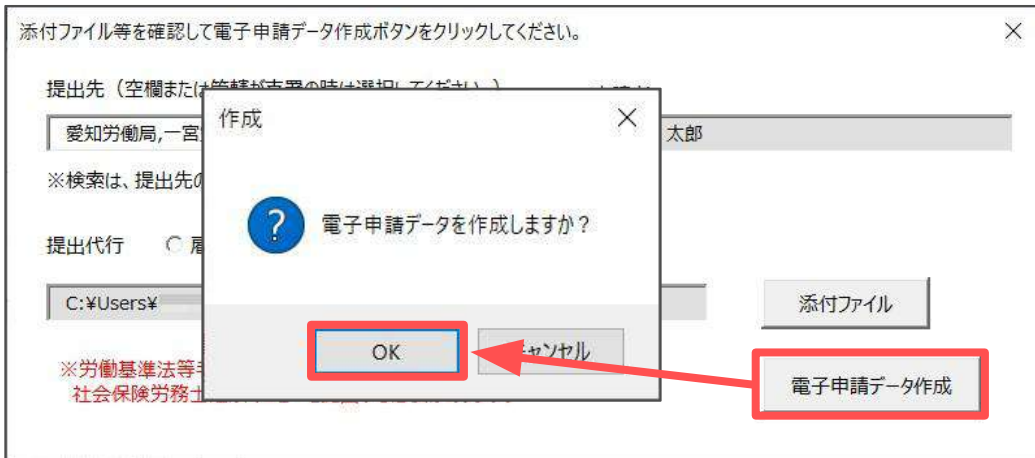 添付ファイル等を確認して電子申請データ作成ボタンをクリックしてください。
提出先（空欄または
作成
愛知労働局,一宮
太郎
※検索は、提出先の
電子申請データを作成しますか？
提出代行
C:¥Users¥
添付ファイル
OK
キャンセル
※労働基準法等
社会保険労務士
電子申請データ作成